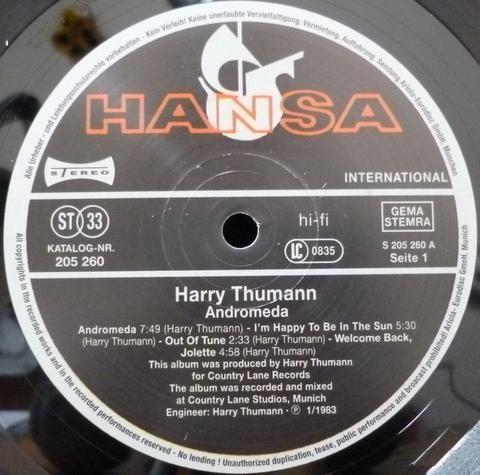 Alle Urheber - und Leistungsschutzrechte vorbehalten - Kein Verleih! Keine unerlaubte Vervielfältigung, Vermietung, Aufführung, Sendung Ariola-Eurodisc GmbH, Munchen
HANSA
STEREO
INTERNATIONAL
ST 33
hi-fi
GEMA
STEMRA
KATALOG-NR.
205 260
LC 0835
S 205 260 A
Seite 1
Harry Thumann
Andromeda
Andromeda 7:49 (Harry Thumann) - I'm Happy To Be In The Sun 5:30
(Harry Thumann) - Out Of Tune 2:33 (Harry Thumann) - Welcome Back,
Jolette 4:58 (Harry Thumann)
This album was produced by Harry Thumann
for Country Lane Records
The album was recorded and mixed
at Country Lane Studios, Munich
Engineer: Harry Thumann · Ⓟ 1/1983
All copyrights in the recorded works and in the recorded performances reserved - No lending ! Unauthorized duplication, lease, public performance and broadcast prohibited! Ariola- Eurodisc GmbH. Munich